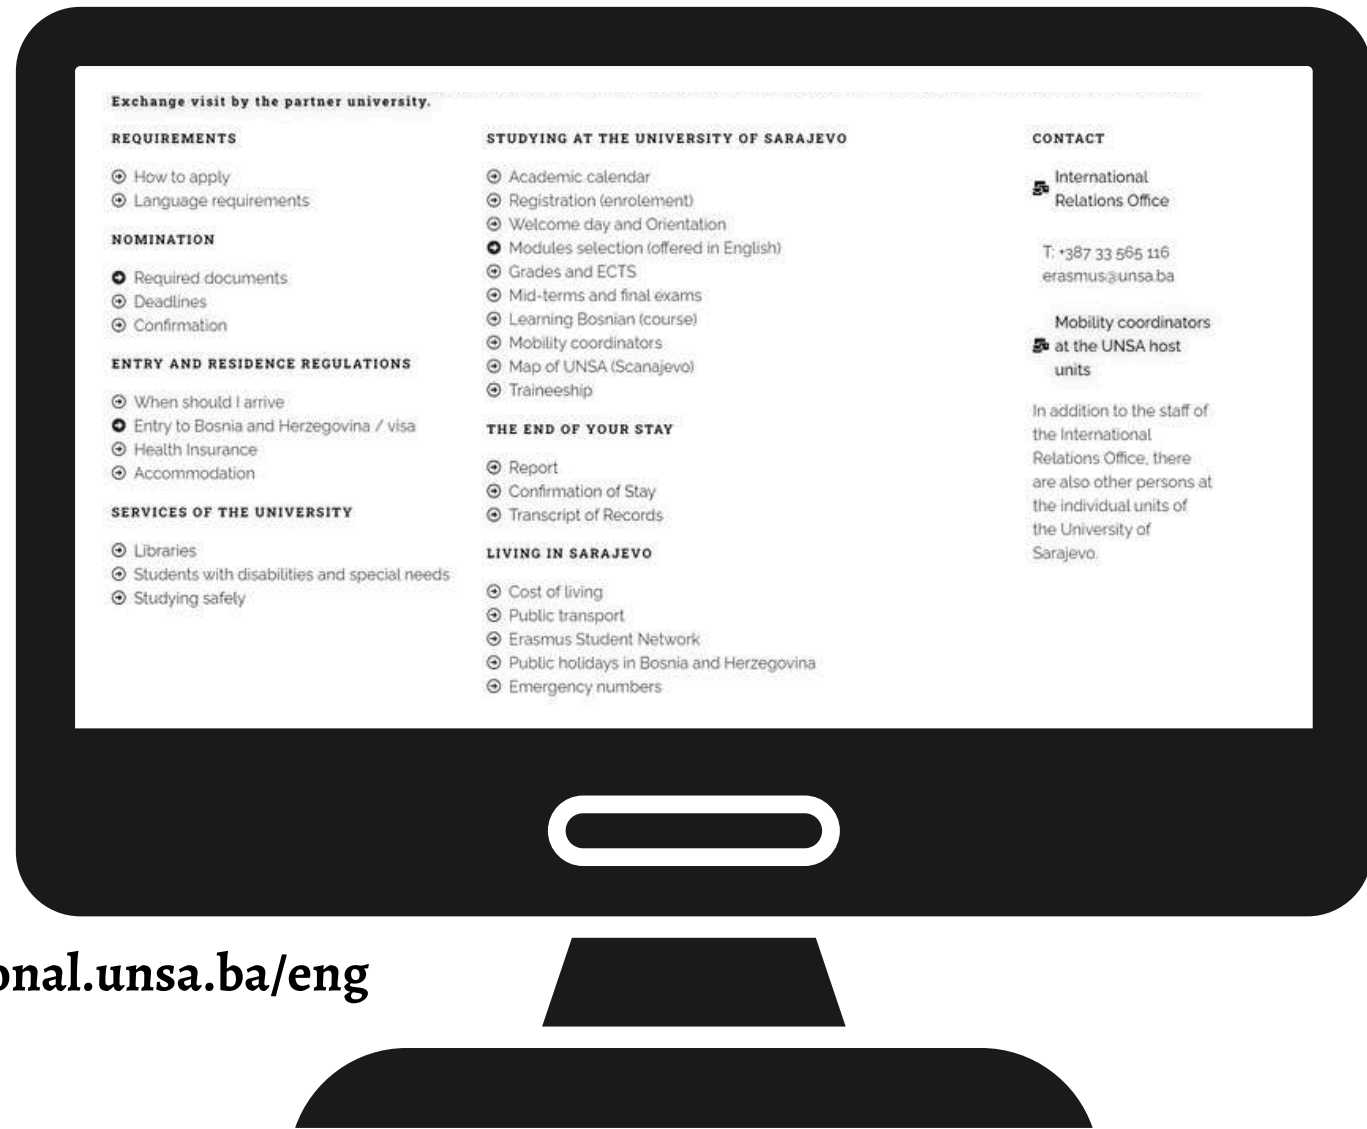 Exchange visit by the partner university.
REQUIREMENTS
How to apply
Language requirements
NOMINATION
Required documents
Deadlines
Confirmation
ENTRY AND RESIDENCE REGULATIONS
When should I arrive
Entry to Bosnia and Herzegovina / visa
Health Insurance
Accommodation
SERVICES OF THE UNIVERSITY
Libraries
Students with disabilities and special needs
Studying safely
STUDYING AT THE UNIVERSITY OF SARAJEVO
Academic calendar
Registration (enrolement)
Welcome day and Orientation
Modules selection (offered in English)
Grades and ECTS
Mid-terms and final exams
Learning Bosnian (course)
Mobility coordinators
Map of UNSA (Scanajevo)
Traineeship
THE END OF YOUR STAY
Report
Confirmation of Stay
Transcript of Records
LIVING IN SARAJEVO
Cost of living
Public transport
Erasmus Student Network
Public holidays in Bosnia and Herzegovina
Emergency numbers
CONTACT
International
Relations Office
T: +387 33 565 116
erasmus@unsa.ba
Mobility coordinators
at the UNSA host
units
In addition to the staff of
the International
Relations Office, there
are also other persons at
the individual units of
the University of
Sarajevo.
onal.unsa.ba/eng